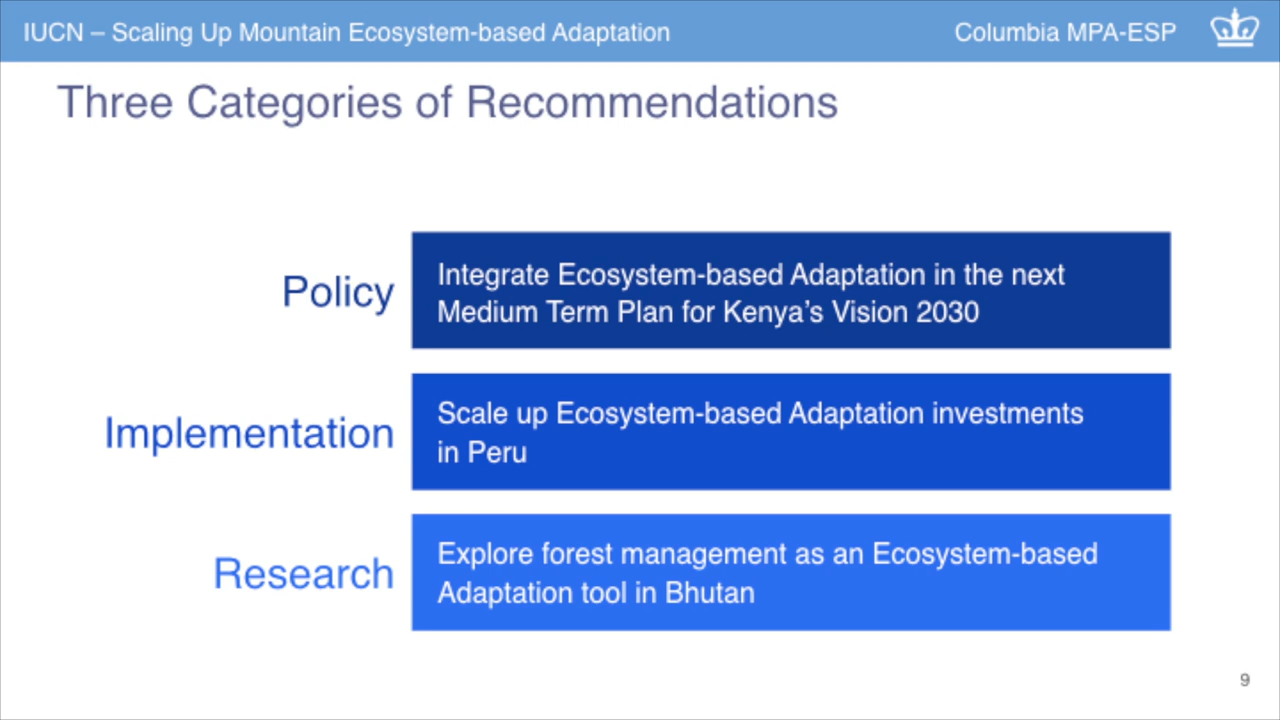 IUCN – Scaling Up Mountain Ecosystem-based Adaptation
Columbia MPA-ESP
Three Categories of Recommendations
Policy
Integrate Ecosystem-based Adaptation in the next
Medium Term Plan for Kenya’s Vision 2030
Implementation
Scale up Ecosystem-based Adaptation investments
in Peru
Research
Explore forest management as an Ecosystem-based
Adaptation tool in Bhutan
9